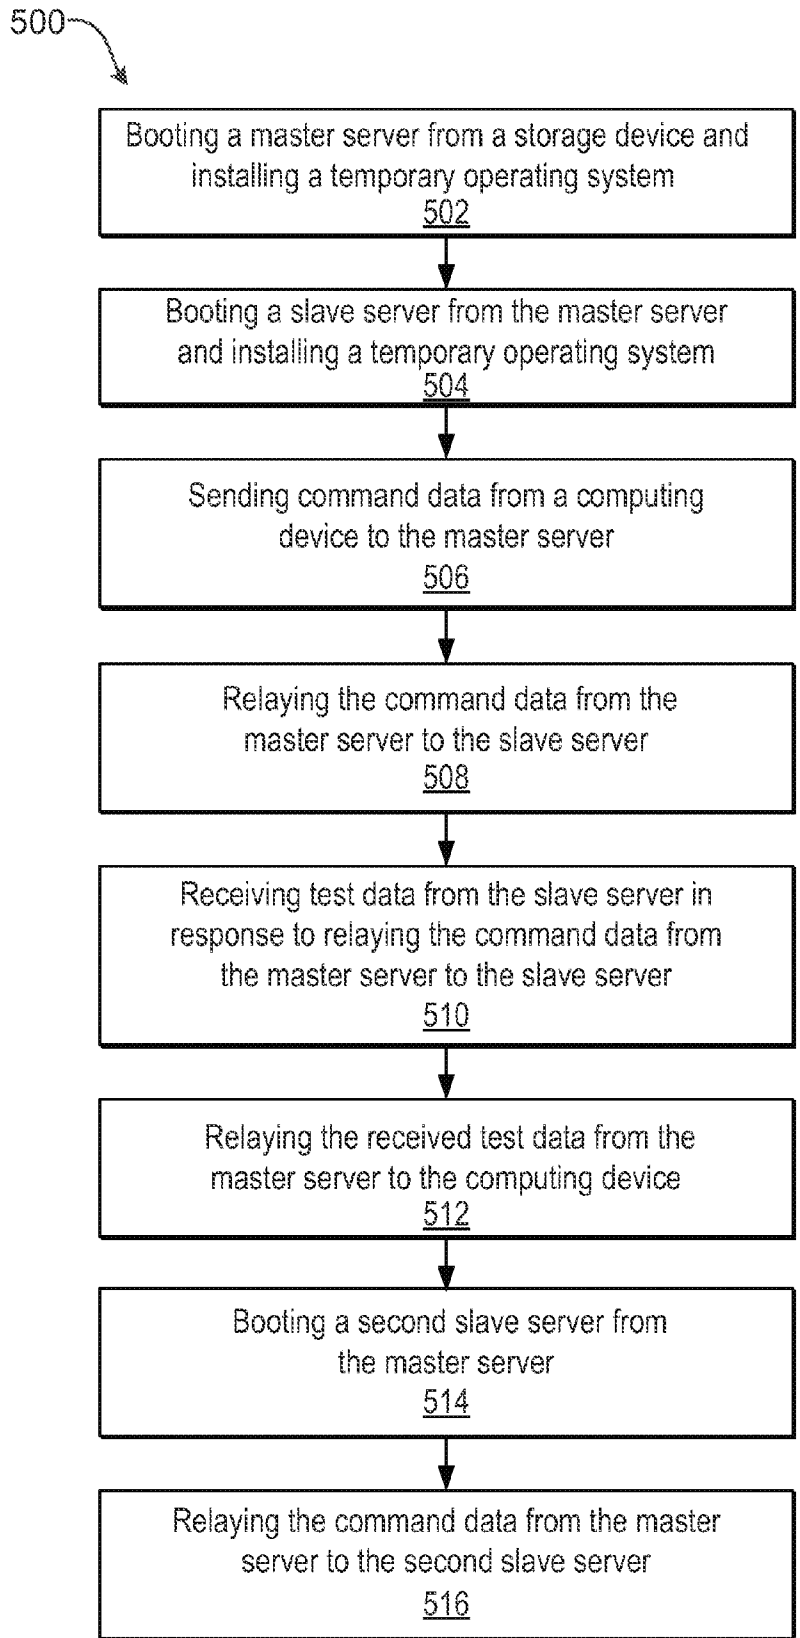 500
Booting a master server from a storage device and
installing a temporary operating system
502
Booting a slave server from the master server
and installing a temporary operating system
504
Sending command data from a computing
device to the master server
506
Relaying the command data from the
master server to the slave server
508
Receiving test data from the slave server in
response to relaying the command data from
the master server to the slave server
510
Relaying the received test data from the
master server to the computing device
512
Booting a second slave server from
the master server
514
Relaying the command data from the master
server to the second slave server
516